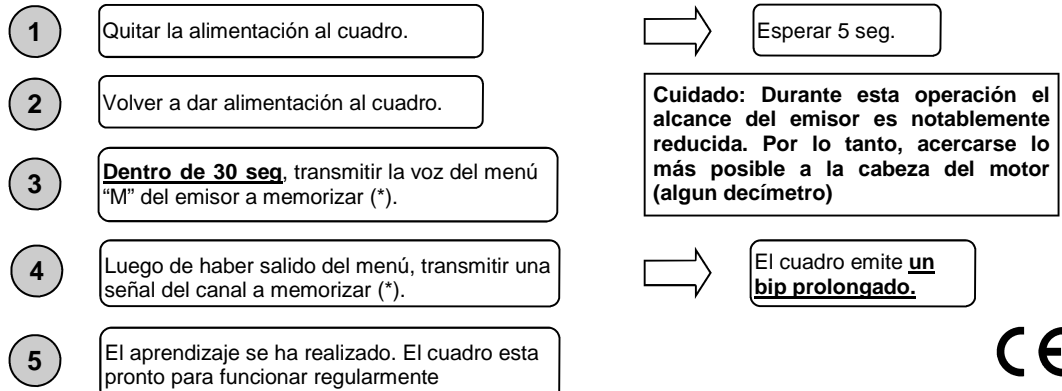 1
Quitar la alimentación al cuadro.
Esperar 5 seg.
2
Volver a dar alimentación al cuadro.
Cuidado: Durante esta operación el
alcance del emisor es notablemente
reducida. Por lo tanto, acercarse lo
más posible a la cabeza del motor
(algun decímetro)
3
Dentro de 30 seg, transmitir la voz del menú
“M” del emisor a memorizar (*).
4
Luego de haber salido del menú, transmitir una
señal del canal a memorizar (*).
El cuadro emite un
bip prolongado.
5
El aprendizaje se ha realizado. El cuadro esta
pronto para funcionar regularmente
CE